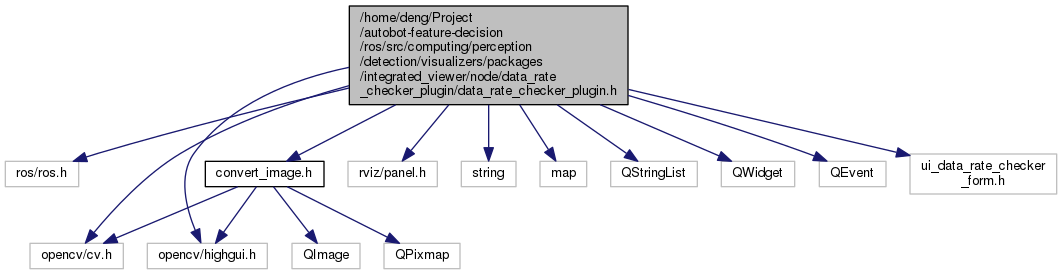 /home/deng/Project
/autobot-feature-decision
/ros/src/computing/perception
/detection/visualizers/packages
/integrated_viewer/node/data_rate
_checker_plugin/data_rate_checker_plugin.h
ros/ros.h
convert_image.h
rviz/panel.h
string
map
QStringList
QWidget
QEvent
ui_data_rate_checker
_form.h
opencv/cv.h
opencv/highgui.h
QImage
QPixmap